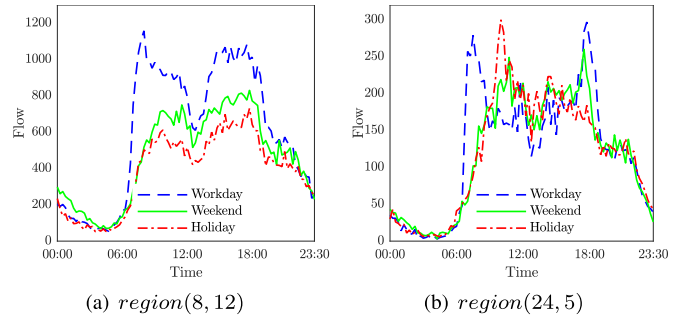 1200
1000
800
600
400
200
0
Flow
Workday
Weekend
Holiday
00:00 06:00 12:00 18:00 23:30
Time
(a) region(8, 12)
300
250
200
150
100
50
0
Flow
Workday
Weekend
Holiday
00:00 06:00 12:00 18:00 23:30
Time
(b) region(24, 5)